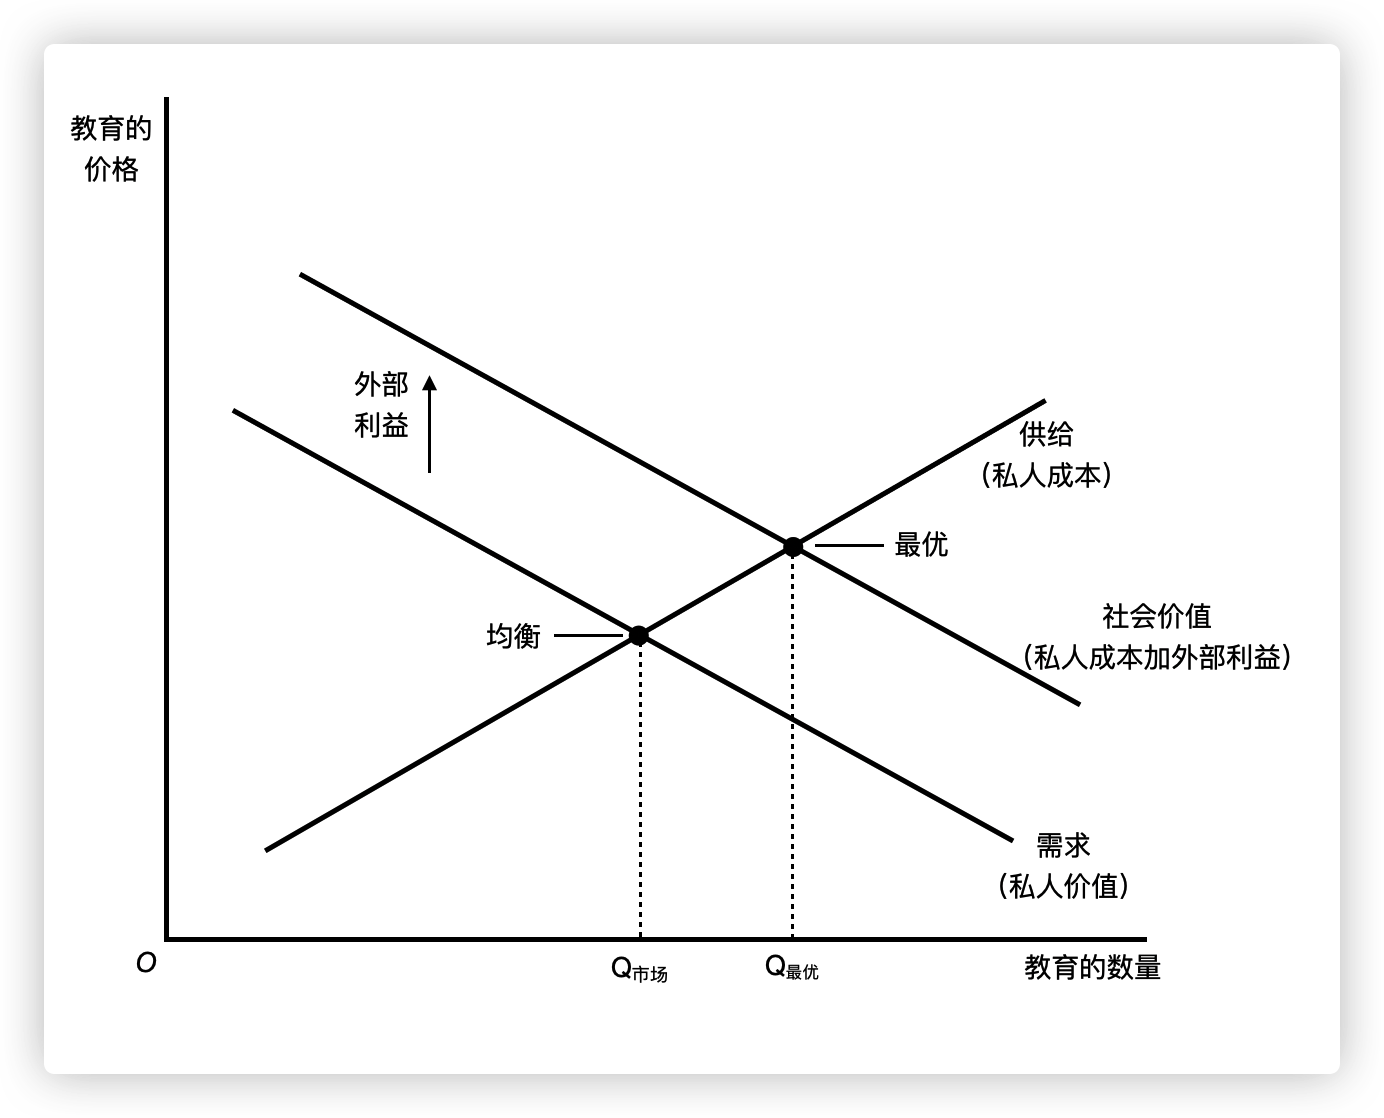 教育的
价格
外部
利益
供给
（私人成本）
最优
社会价值
（私人成本加外部利益）
均衡
需求
（私人价值）
O
Q市场
Q最优
教育的数量